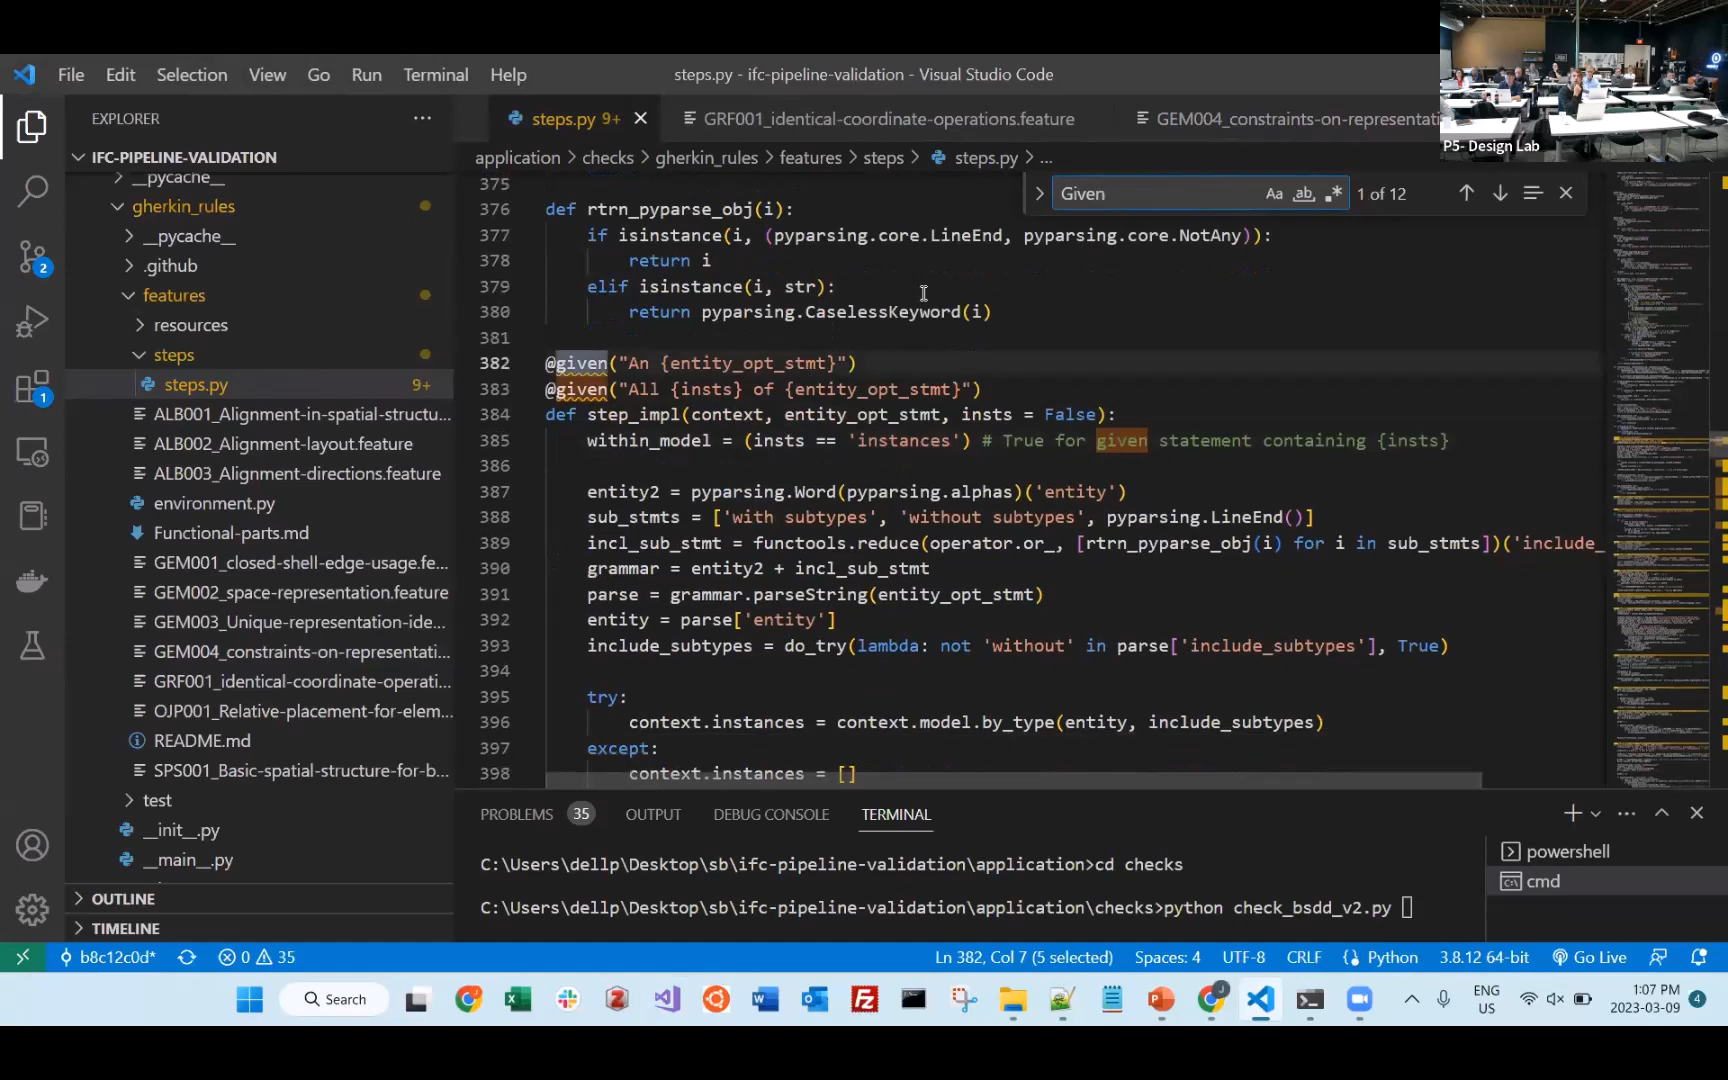 File Edit Selection View Go Run Terminal Help
steps.py - ifc-pipeline-validation - Visual Studio Code
P5- Design Lab
EXPLORER
IFC-PIPELINE-VALIDATION
__pycache__
gherkin_rules
__pycache__
.github
features
resources
steps
steps.py 9+
ALB001_Alignment-in-spatial-structu...
ALB002_Alignment-layout.feature
ALB003_Alignment-directions.feature
environment.py
Functional-parts.md
GEM001_closed-shell-edge-usage.fe...
GEM002_space-representation.feature
GEM003_Unique-representation-ide...
GEM004_constraints-on-representati...
GRF001_identical-coordinate-operati...
OJP001_Relative-placement-for-elem...
README.md
SPS001_Basic-spatial-structure-for-b...
test
__init__.py
__main__.py
OUTLINE
TIMELINE
2
1
steps.py 9+ GRF001_identical-coordinate-operations.feature GEM004_constraints-on-representati
application > checks > gherkin_rules > features > steps > steps.py > ...
Given Aa ab .* 1 of 12
375
376 def rtrn_pyparse_obj(i):
377 if isinstance(i, (pyparsing.core.LineEnd, pyparsing.core.NotAny)):
378 return i
379 elif isinstance(i, str):
380 return pyparsing.CaselessKeyword(i)
381
382 @given("An {entity_opt_stmt}")
383 @given("All {insts} of {entity_opt_stmt}")
384 def step_impl(context, entity_opt_stmt, insts = False):
385 within_model = (insts == 'instances') # True for given statement containing {insts}
386
387 entity2 = pyparsing.Word(pyparsing.alphas)('entity')
388 sub_stmts = ['with subtypes', 'without subtypes', pyparsing.LineEnd()]
389 incl_sub_stmt = functools.reduce(operator.or_, [rtrn_pyparse_obj(i) for i in sub_stmts])('include_
390 grammar = entity2 + incl_sub_stmt
391 parse = grammar.parseString(entity_opt_stmt)
392 entity = parse['entity']
393 include_subtypes = do_try(lambda: not 'without' in parse['include_subtypes'], True)
394
395 try:
396 context.instances = context.model.by_type(entity, include_subtypes)
397 except:
398 context.instances = []
PROBLEMS 35 OUTPUT DEBUG CONSOLE TERMINAL
C:\Users\dellp\Desktop\sb\ifc-pipeline-validation\application>cd checks
C:\Users\dellp\Desktop\sb\ifc-pipeline-validation\application\checks>python check_bsdd_v2.py
powershell
cmd
b8c12c0d* 0 35 Ln 382, Col 7 (5 selected) Spaces: 4 UTF-8 CRLF Python 3.8.12 64-bit Go Live
Search
ENG
US
1:07 PM
2023-03-09
4